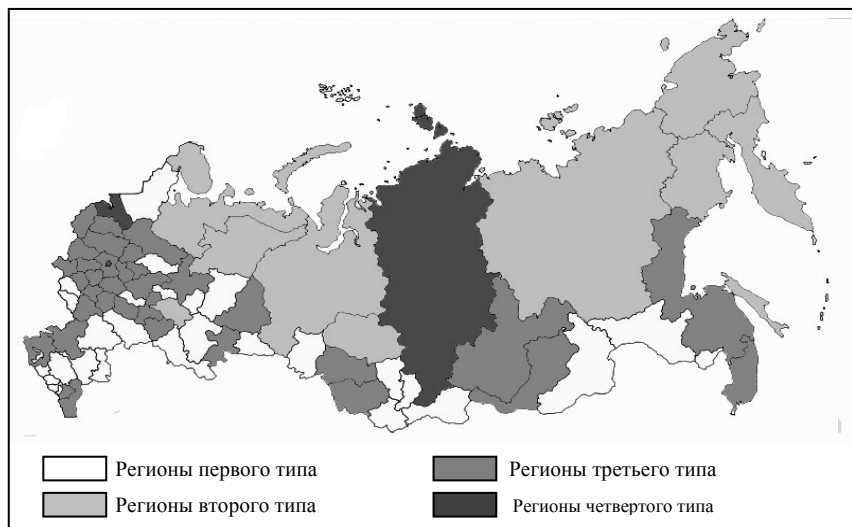 Регионы первого типа
Регионы третьего типа
Регионы второго типа
Регионы четвертого типа